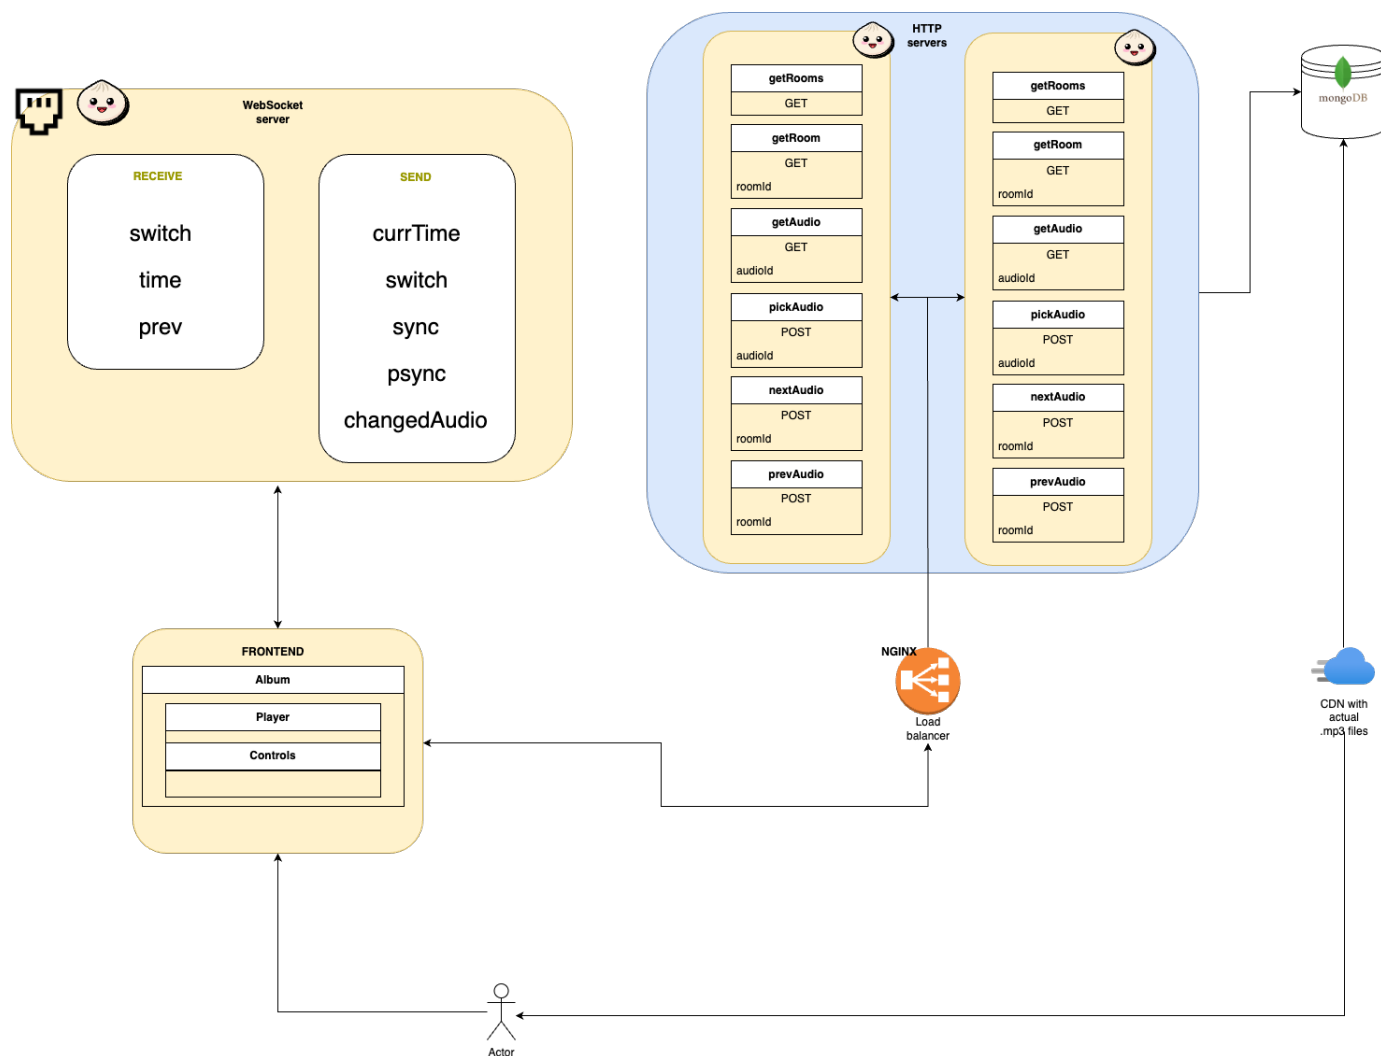 WebSocket
server
RECEIVE
switch
time
prev
SEND
currTime
switch
sync
psync
changedAudio
HTTP
servers
getRooms
GET
getRoom
GET
roomId
getAudio
GET
audioId
pickAudio
POST
audioId
nextAudio
POST
roomId
prevAudio
POST
roomId
getRooms
GET
getRoom
GET
roomId
getAudio
GET
audioId
pickAudio
POST
audioId
nextAudio
POST
roomId
prevAudio
POST
roomId
mongoDB
FRONTEND
Album
Player
Controls
NGINX
Load
balancer
CDN with
actual
.mp3 files
Actor